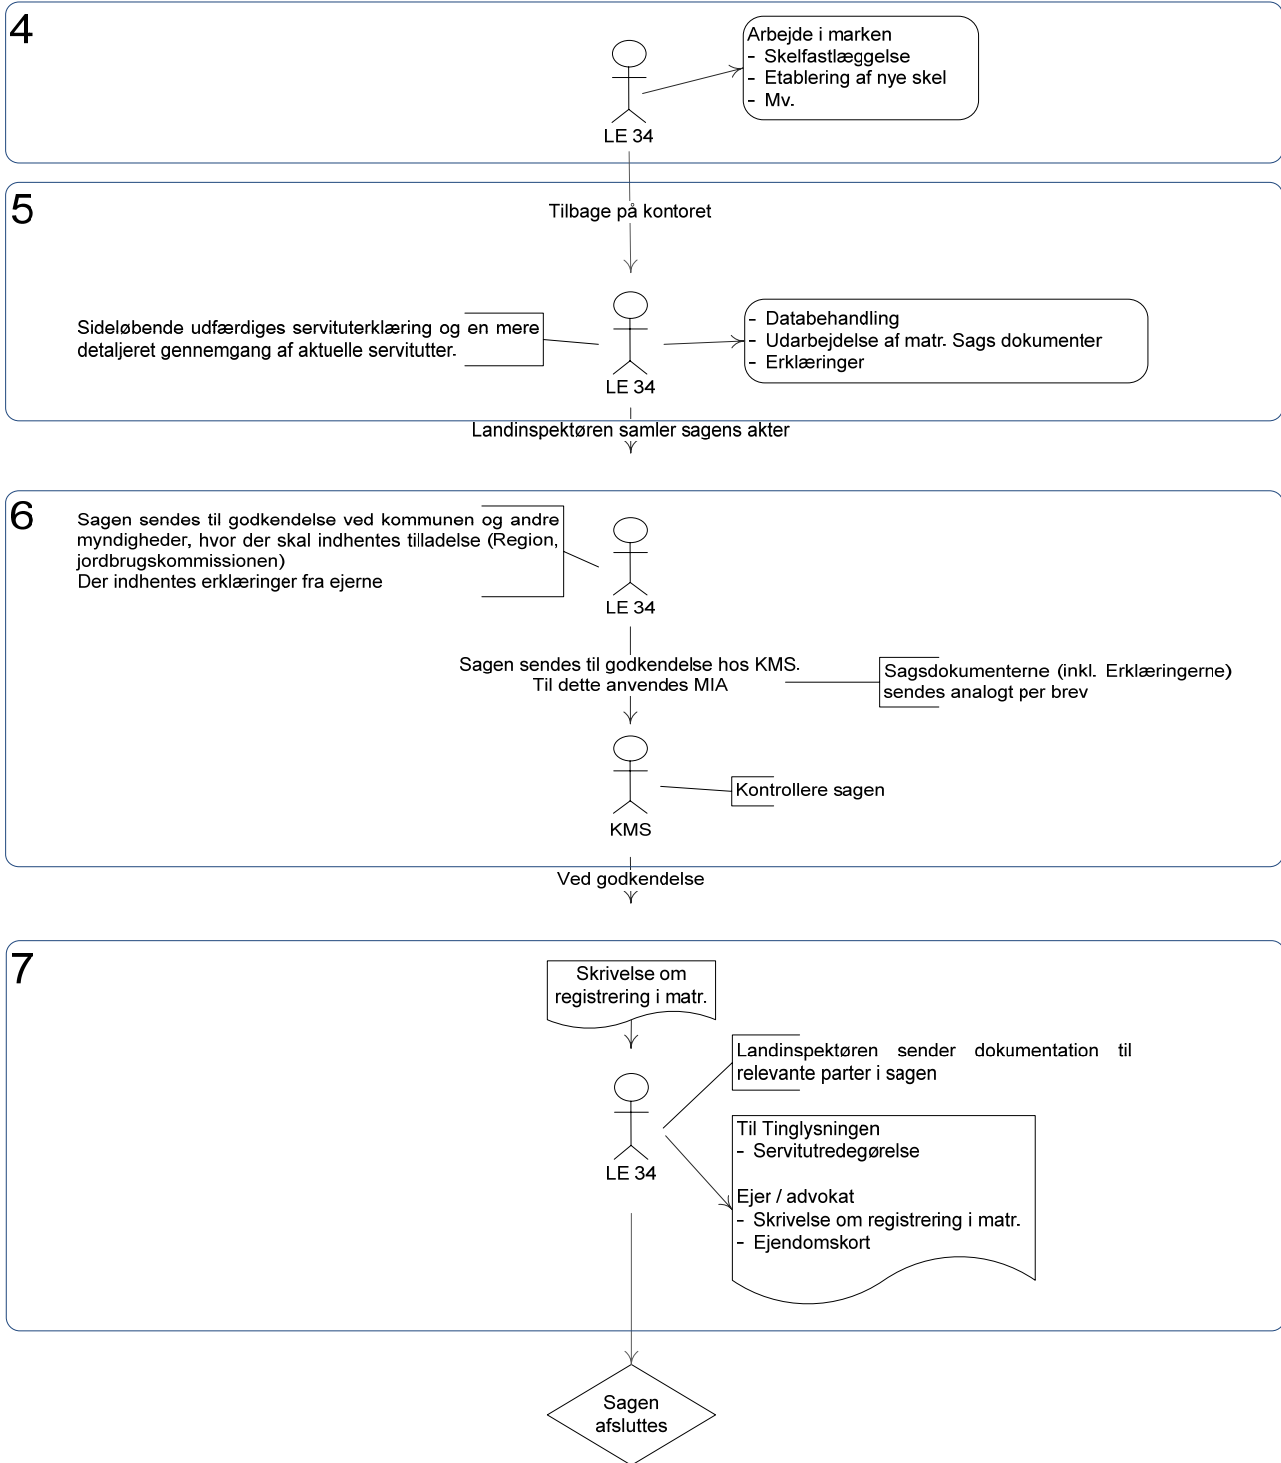 4
Arbejde i marken
- Skelfastlæggelse
- Etablering af nye skel
- Mv.
LE 34
5
Tilbage på kontoret
Sideløbende udfærdiges servituterklæring og en mere
detaljeret gennemgang af aktuelle servitutter.
- Databehandling
- Udarbejdelse af matr. Sags dokumenter
- Erklæringer
LE 34
Landinspektøren samler sagens akter
6
Sagen sendes til godkendelse ved kommunen og andre
myndigheder, hvor der skal indhentes tilladelse (Region,
jordbrugskommissionen)
Der indhentes erklæringer fra ejerne
LE 34
Sagen sendes til godkendelse hos KMS.
Til dette anvendes MIA
Sagsdokumenterne (inkl. Erklæringerne)
sendes analogt per brev
Kontrollere sagen
KMS
Ved godkendelse
7
Skrivelse om
registrering i matr.
Landinspektøren sender dokumentation til
relevante parter i sagen
LE 34
Til Tinglysningen
- Servitutredegørelse
Ejer / advokat
- Skrivelse om registrering i matr.
- Ejendomskort
Sagen
afsluttes